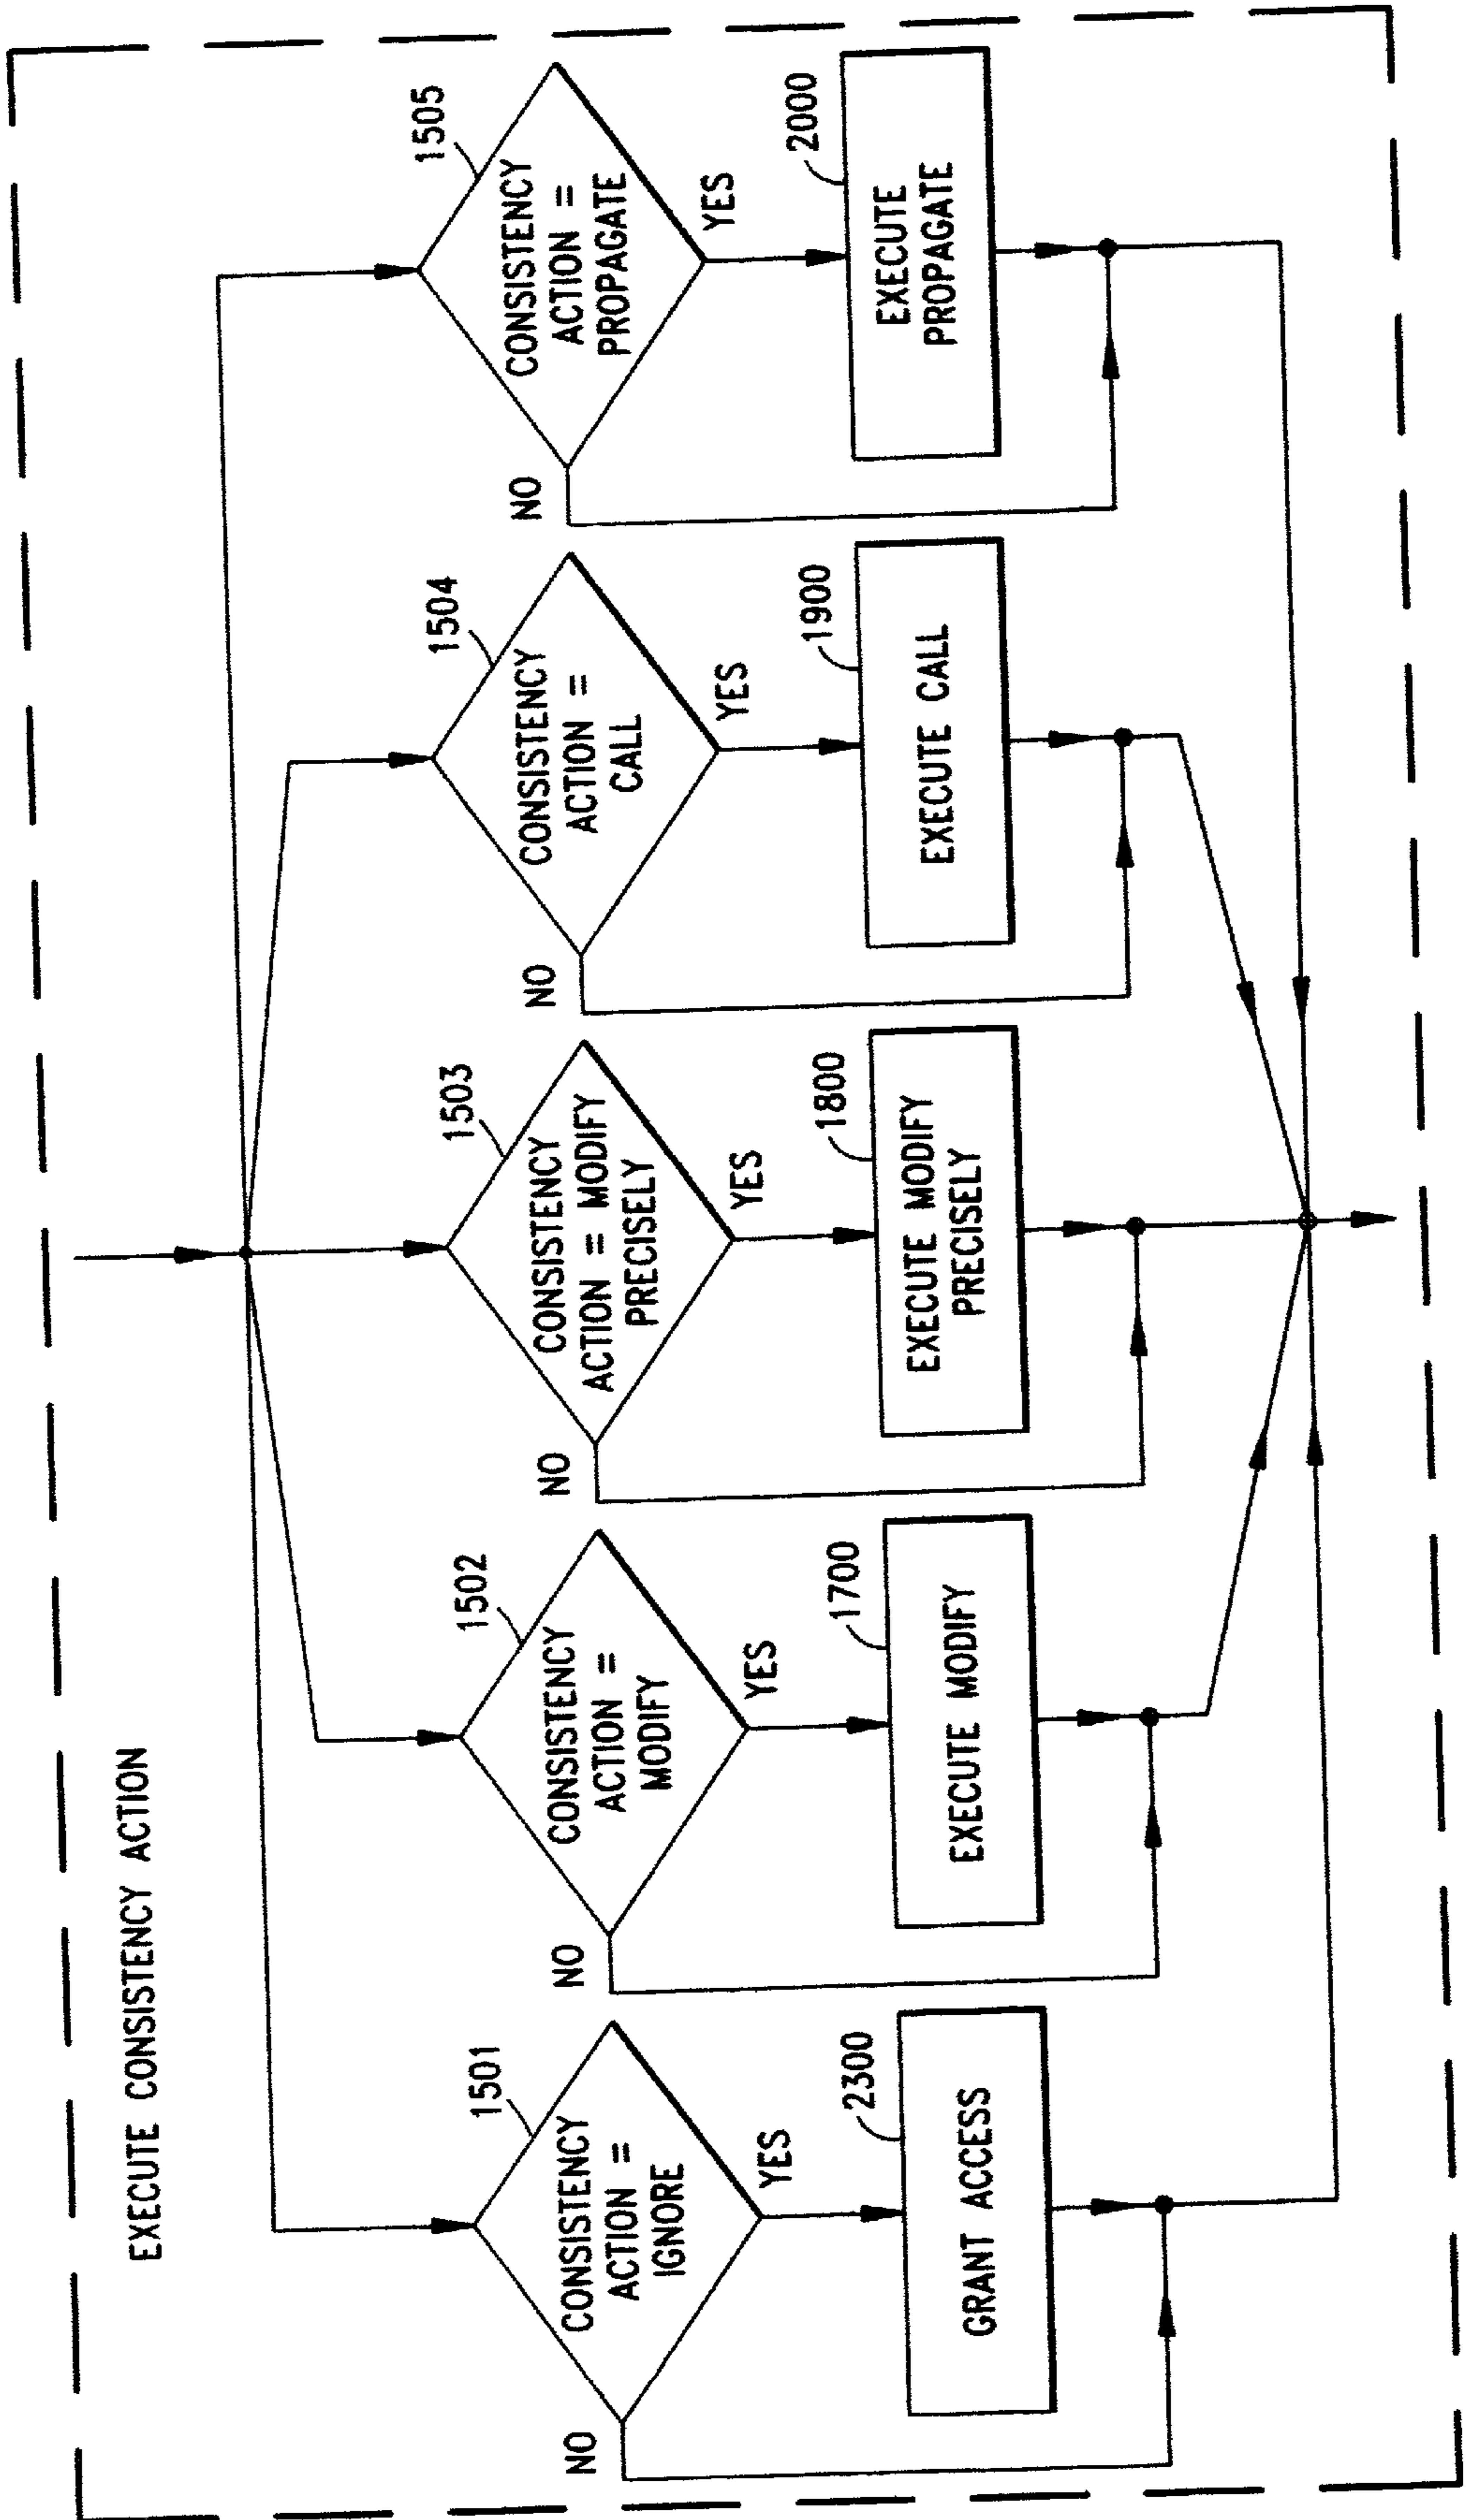 EXECUTE CONSISTENCY ACTION
1501
CONSISTENCY
ACTION =
IGNORE
NO
YES
2300
GRANT ACCESS
1502
CONSISTENCY
ACTION =
MODIFY
NO
YES
1700
EXECUTE MODIFY
1503
CONSISTENCY
ACTION = MODIFY
PRECISELY
NO
YES
1800
EXECUTE MODIFY
PRECISELY
1504
CONSISTENCY
ACTION =
CALL
NO
YES
1900
EXECUTE CALL
1505
CONSISTENCY
ACTION =
PROPAGATE
NO
YES
2000
EXECUTE
PROPAGATE